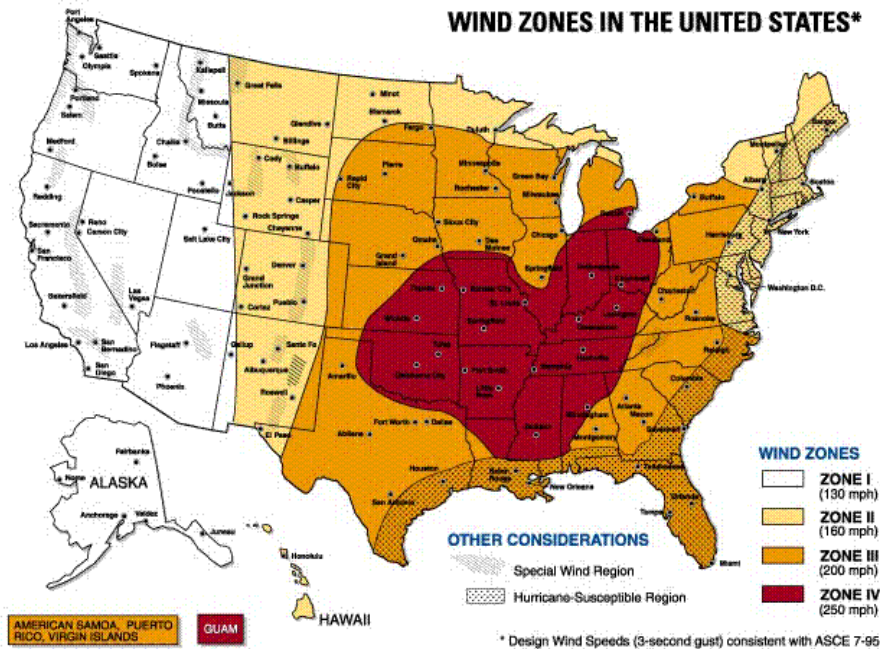 WIND ZONES IN THE UNITED STATES*
Port
Angeles
Seattle
Olympia
Spokane
Kalispell
Great Falls
Minot
Portland
Salem
Missoula
Bismarck
Glendive
Fargo
Duluth
Butte
Billings
Medford
Challis
Boise
Cody
Buffalo
Pierre
Minneapolis
Green Bay
Montpelier
Bangor
Pocatello
Jackson
Rapid
City
Rochester
Milwaukee
Albany
Boston
Redding
Casper
Buffalo
Rock Springs
Cheyenne
Sioux City
Detroit
New York
Sacramento
Reno
Carson City
Salt Lake City
Omaha
Des
Moines
Chicago
Cleveland
Harrisburg
San
Francisco
Grand
Island
Denver
Grand
Junction
Springfield
Indianapolis
Cincinnati
Washington D.C.
Bakersfield
Las
Vegas
Pueblo
Cortez
Topeka
Kansas City
St. Louis
Charleston
Wichita
Springfield
Lexington
Roanoke
Los Angeles
San
Bernadino
Flagstaff
Gallup
Santa Fe
Tulsa
Nashville
Raleigh
San
Diego
Albuquerque
Amarillo
Oklahoma City
Fort Smith
Memphis
Phoenix
Roswell
Little
Rock
Columbia
Atlanta
Birmingham
Macon
El Paso
Abilene
Fort Worth
Dallas
Jackson
Montgomery
Savannah
Houston
Baton
Rouge
Tallahassee
New Orleans
San Antonio
Orlando
Tampa
Miami
Fairbanks
Nome
ALASKA
Anchorage
Valdez
Juneau
Honolulu
HAWAII
WIND ZONES
ZONE I
(130 mph)
ZONE II
(160 mph)
ZONE III
(200 mph)
ZONE IV
(250 mph)
OTHER CONSIDERATIONS
Special Wind Region
Hurricane-Susceptible Region
AMERICAN SAMOA, PUERTO
RICO, VIRGIN ISLANDS
GUAM
* Design Wind Speeds (3-second gust) consistent with ASCE 7-95